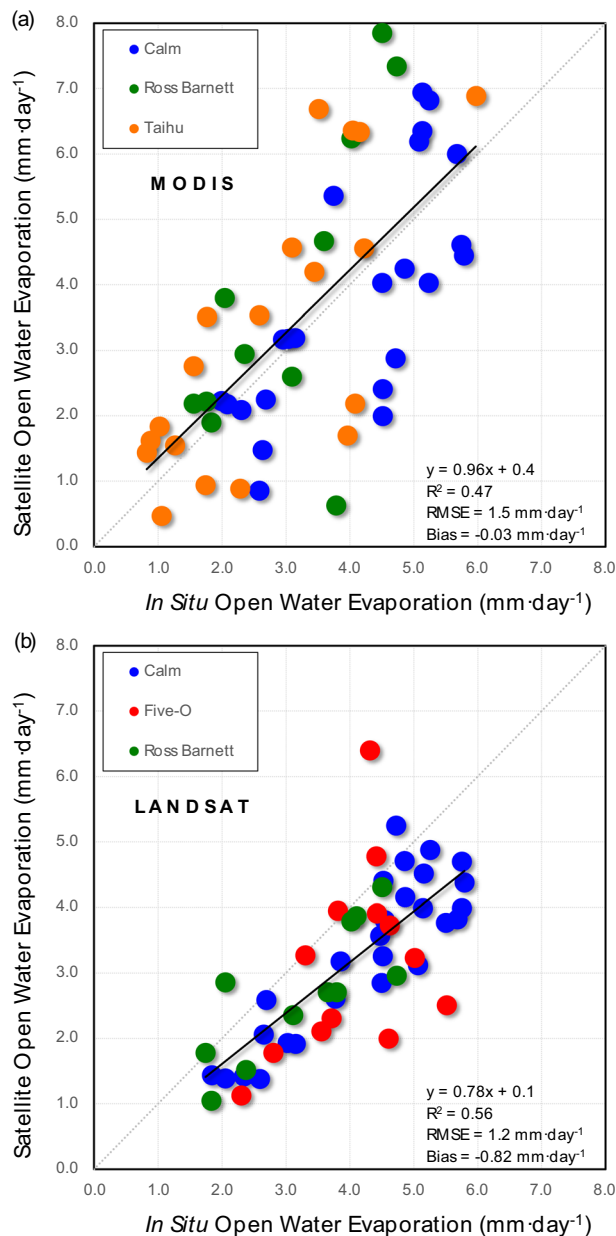 (a)
8.0
Calm
7.0
Ross Barnett
Taihu
6.0
MODIS
5.0
4.0
3.0
2.0
y = 0.96x + 0.4
R² = 0.47
1.0
RMSE = 1.5 mm·day⁻¹
Bias = -0.03 mm·day⁻¹
0.0
0.0 1.0 2.0 3.0 4.0 5.0 6.0 7.0 8.0
Satellite Open Water Evaporation (mm·day⁻¹)
In Situ Open Water Evaporation (mm·day⁻¹)
(b)
8.0
Calm
7.0
Five-O
Ross Barnett
6.0
LANDSAT
5.0
4.0
3.0
2.0
y = 0.78x + 0.1
R² = 0.56
1.0
RMSE = 1.2 mm·day⁻¹
Bias = -0.82 mm·day⁻¹
0.0
0.0 1.0 2.0 3.0 4.0 5.0 6.0 7.0 8.0
Satellite Open Water Evaporation (mm·day⁻¹)
In Situ Open Water Evaporation (mm·day⁻¹)